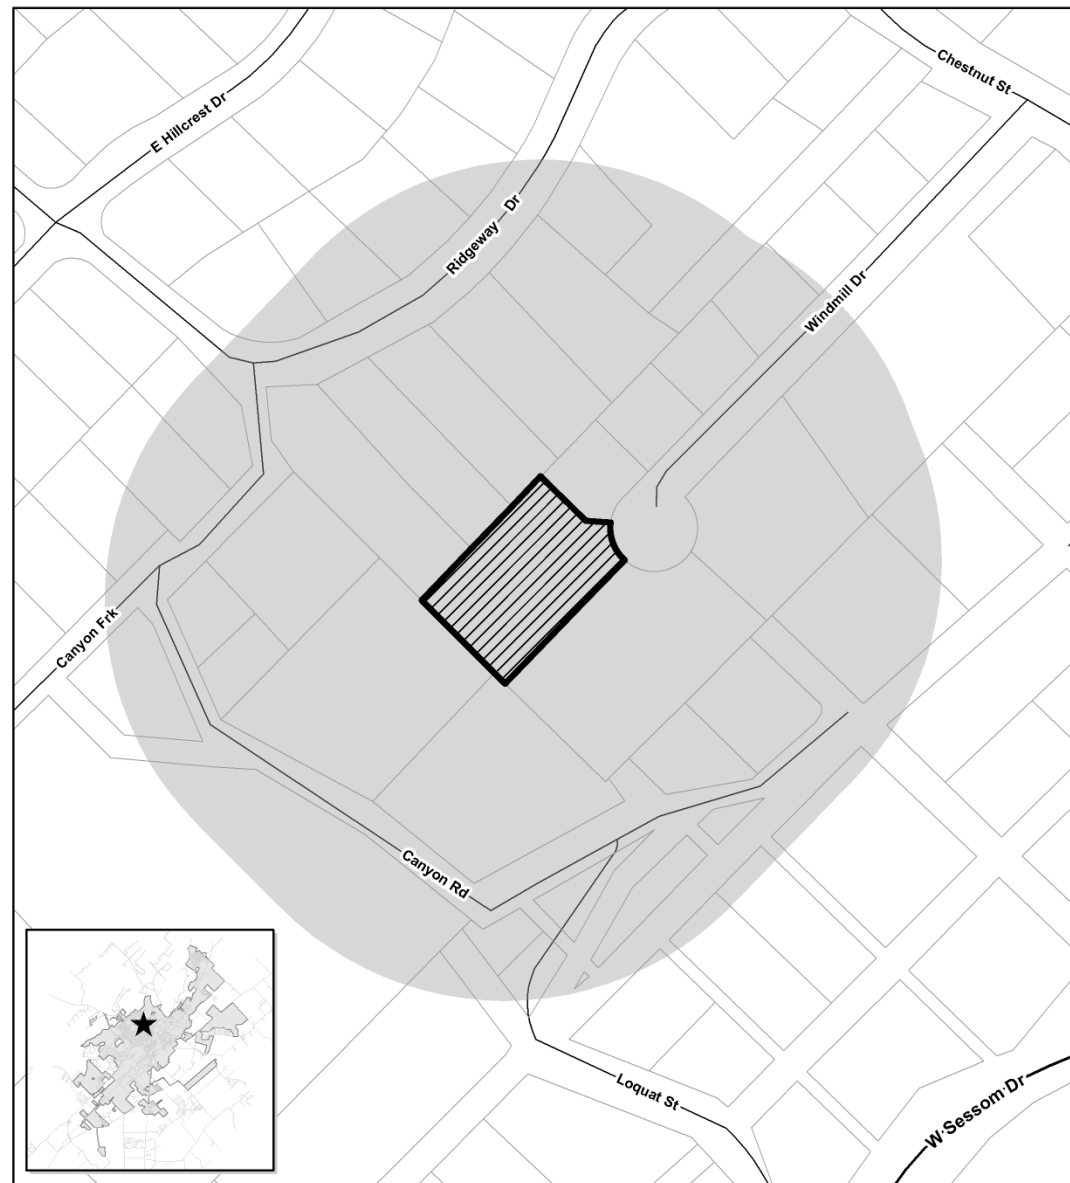 Chestnut St
E Hillcrest Dr
Ridgeway Dr
Windmill Dr
Canyon Frk
Canyon Rd
Loquat St
W Sessom Dr